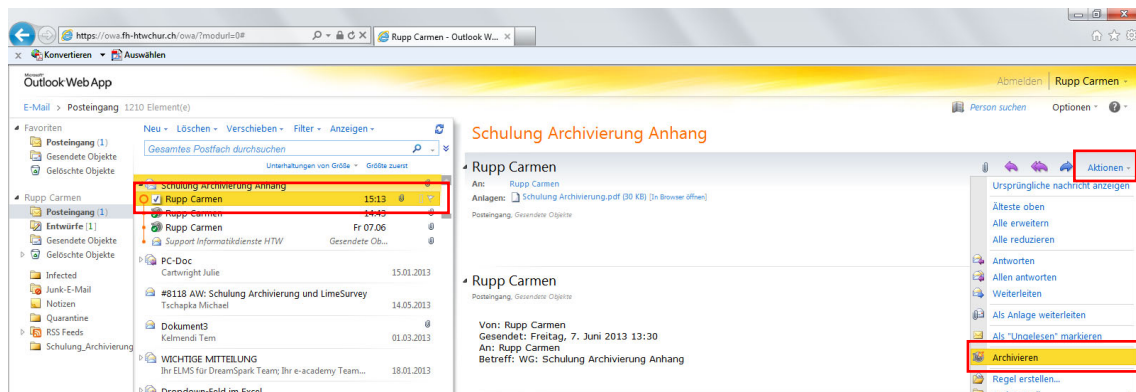 https://owa.fh-htwchur.ch/owa/?modurl=0#
Rupp Carmen - Outlook W...
x Konvertieren Auswählen
Microsoft
Outlook Web App
Abmelden Rupp Carmen
E-Mail > Posteingang 1210 Element(e)
Person suchen Optionen
Favoriten
Posteingang (1)
Gesendete Objekte
Gelöschte Objekte
Rupp Carmen
Posteingang (1)
Entwürfe [1]
Gesendete Objekte
Gelöschte Objekte
Infected
Junk-E-Mail
Notizen
Quarantine
RSS Feeds
Schulung_Archivierung
Neu Löschen Verschieben Filter Anzeigen
Gesamtes Postfach durchsuchen
Unterhaltungen von Größe Größte zuerst
Schulung Archivierung Anhang
Rupp Carmen 15:13
Rupp Carmen 14:43
Rupp Carmen Fr 07.06
Support Informatikdienste HTW Gesendete Ob...
PC-Doc
Cartwright Julie 15.01.2013
#8118 AW: Schulung Archivierung und LimeSurvey
Tschapka Michael 14.05.2013
Dokument3
Kelmendi Tem 01.03.2013
WICHTIGE MITTEILUNG
Ihr ELMS für DreamSpark Team; Ihr e-academy Team... 18.01.2013
Dropdown-Feld im Excel
Schulung Archivierung Anhang
Rupp Carmen
An: Rupp Carmen
Anlagen: Schulung Archivierung.pdf (30 KB) [In Browser öffnen]
Posteingang, Gesendete Objekte
Rupp Carmen
Posteingang, Gesendete Objekte
Von: Rupp Carmen
Gesendet: Freitag, 7. Juni 2013 13:30
An: Rupp Carmen
Betreff: WG: Schulung Archivierung Anhang
Aktionen
Ursprüngliche nachricht anzeigen
Älteste oben
Alle erweitern
Alle reduzieren
Antworten
Allen antworten
Weiterleiten
Als Anlage weiterleiten
Als "Ungelesen" markieren
Archivieren
Regel erstellen...